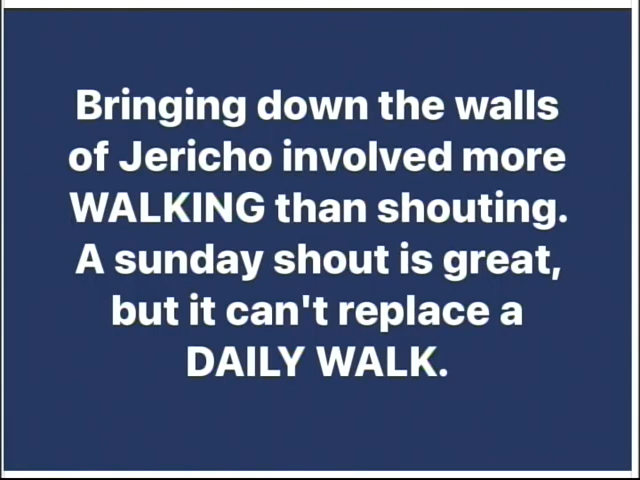 Bringing down the walls
of Jericho involved more
WALKING than shouting.
A sunday shout is great,
but it can't replace a
DAILY WALK.